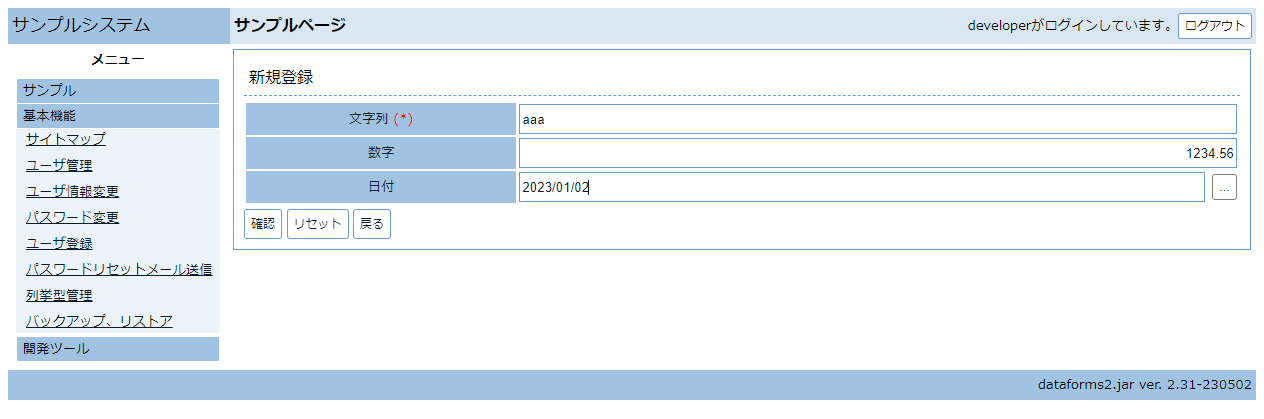 サンプルシステム
サンプルページ
developerがログインしています。 ログアウト
メニュー
サンプル
基本機能
サイトマップ
ユーザ管理
ユーザ情報変更
パスワード変更
ユーザ登録
パスワードリセットメール送信
列挙型管理
バックアップ、リストア
開発ツール
新規登録
文字列 (*) aaa
数字 1234.56
日付 2023/01/02 ...
確認 リセット 戻る
dataforms2.jar ver. 2.31-230502